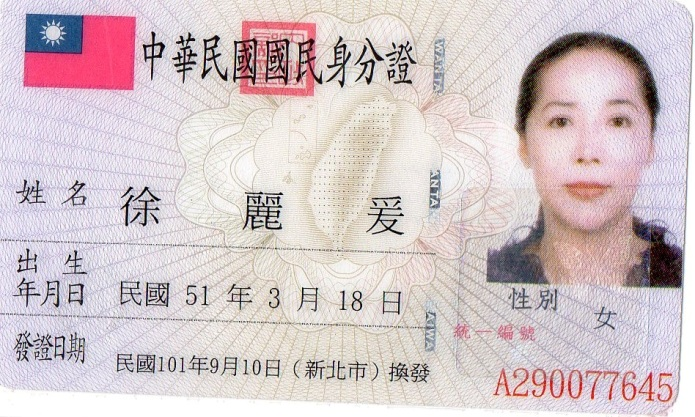 中華民國國民身分證
姓名 徐麗爰
出生年月日 民國 51 年 3 月 18 日
性別 女
發證日期 民國101年9月10日（新北市）換發
統一編號
A290077645